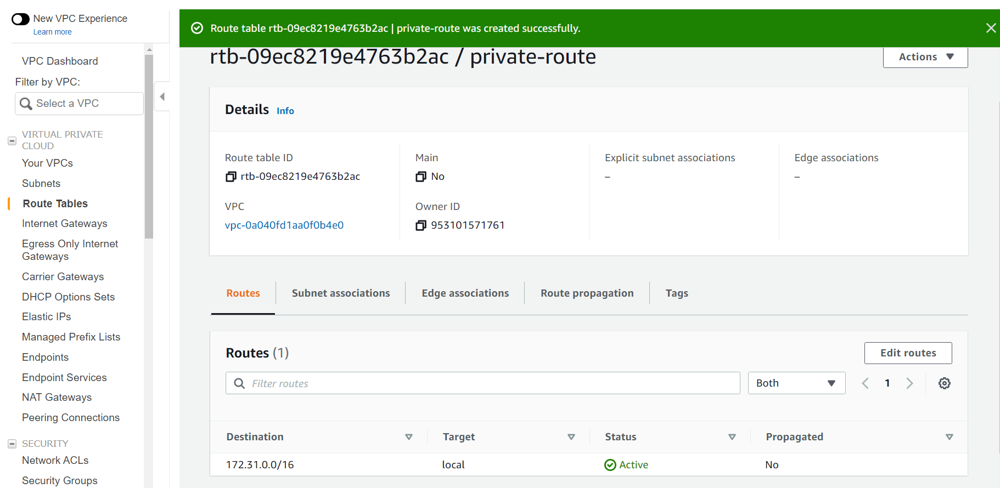 New VPC Experience
Learn more
VPC Dashboard
Filter by VPC:
Select a VPC
VIRTUAL PRIVATE
CLOUD
Your VPCs
Subnets
Route Tables
Internet Gateways
Egress Only Internet
Gateways
Carrier Gateways
DHCP Options Sets
Elastic IPs
Managed Prefix Lists
Endpoints
Endpoint Services
NAT Gateways
Peering Connections
SECURITY
Network ACLs
Security Groups
Route table rtb-09ec8219e4763b2ac | private-route was created successfully.
rtb-09ec8219e4763b2ac / private-route
Actions
Details Info
Route table ID
rtb-09ec8219e4763b2ac
Main
No
Explicit subnet associations
–
Edge associations
–
VPC
vpc-0a040fd1aa0f0b4e0
Owner ID
953101571761
Routes Subnet associations Edge associations Route propagation Tags
Routes (1)
Edit routes
Filter routes
Both
1
Destination Target Status Propagated
172.31.0.0/16 local Active No